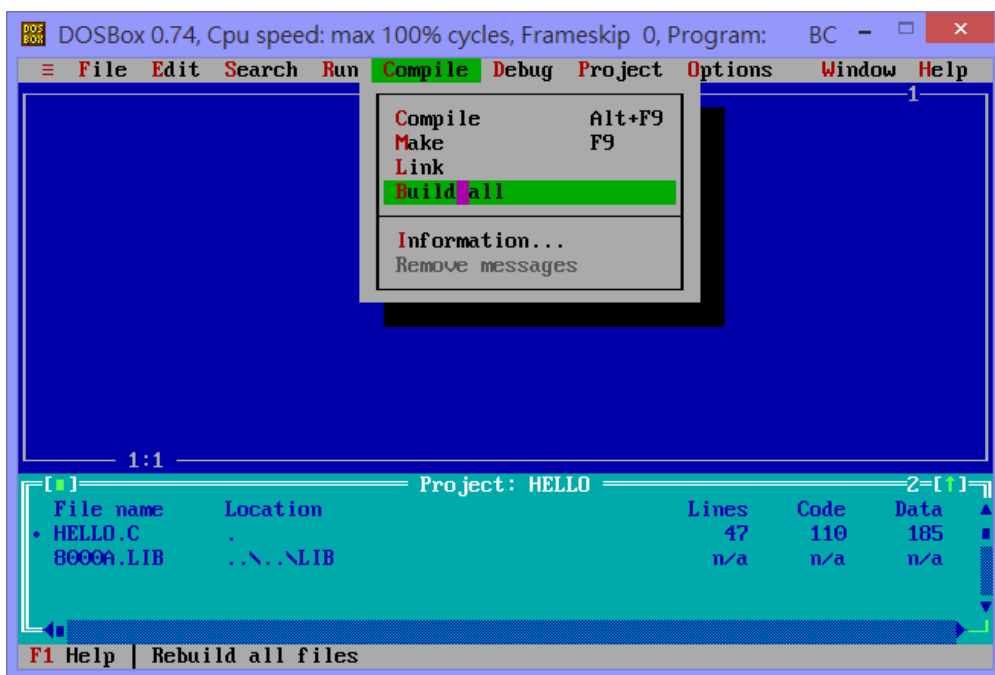 DOSBox 0.74, Cpu speed: max 100% cycles, Frameskip 0, Program: BC
≡ File Edit Search Run Compile Debug Project Options Window Help
1
Compile Alt+F9
Make F9
Link
Build all
Information...
Remove messages
1:1
Project: HELLO 2=[↑]
File name Location Lines Code Data
• HELLO.C . 47 110 185
8000A.LIB ..\..\LIB n/a n/a n/a
F1 Help | Rebuild all files